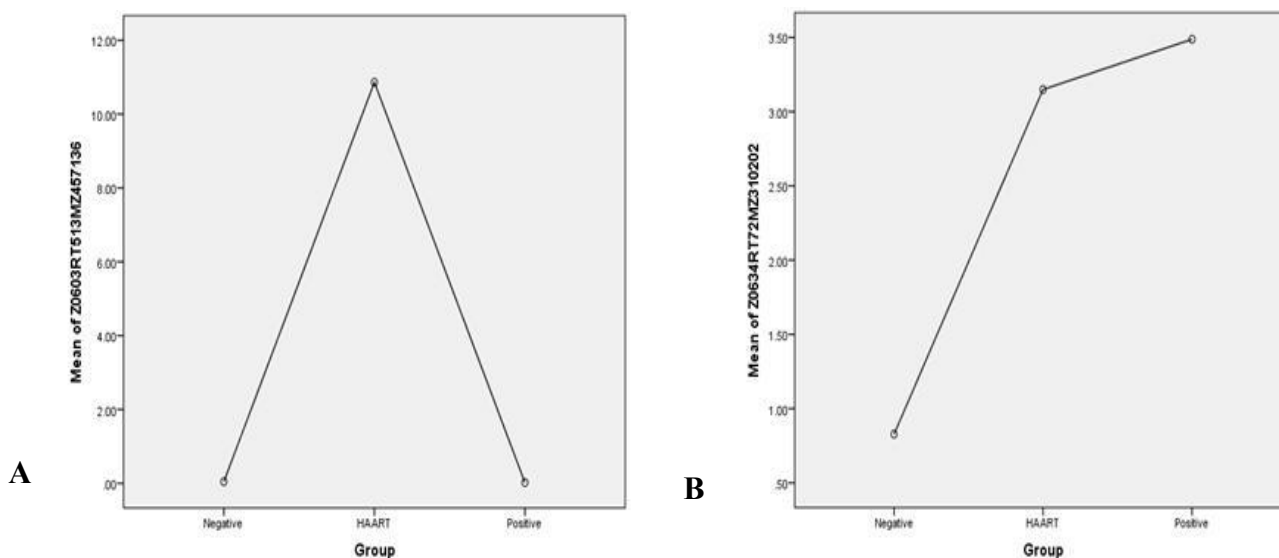 A
Mean of Z0603RT513MZ457136
12.00
10.00
8.00
6.00
4.00
2.00
.00
Negative
HAART
Positive
Group
B
Mean of Z0634RT72MZ310202
3.50
3.00
2.50
2.00
1.50
1.00
.50
Negative
HAART
Positive
Group